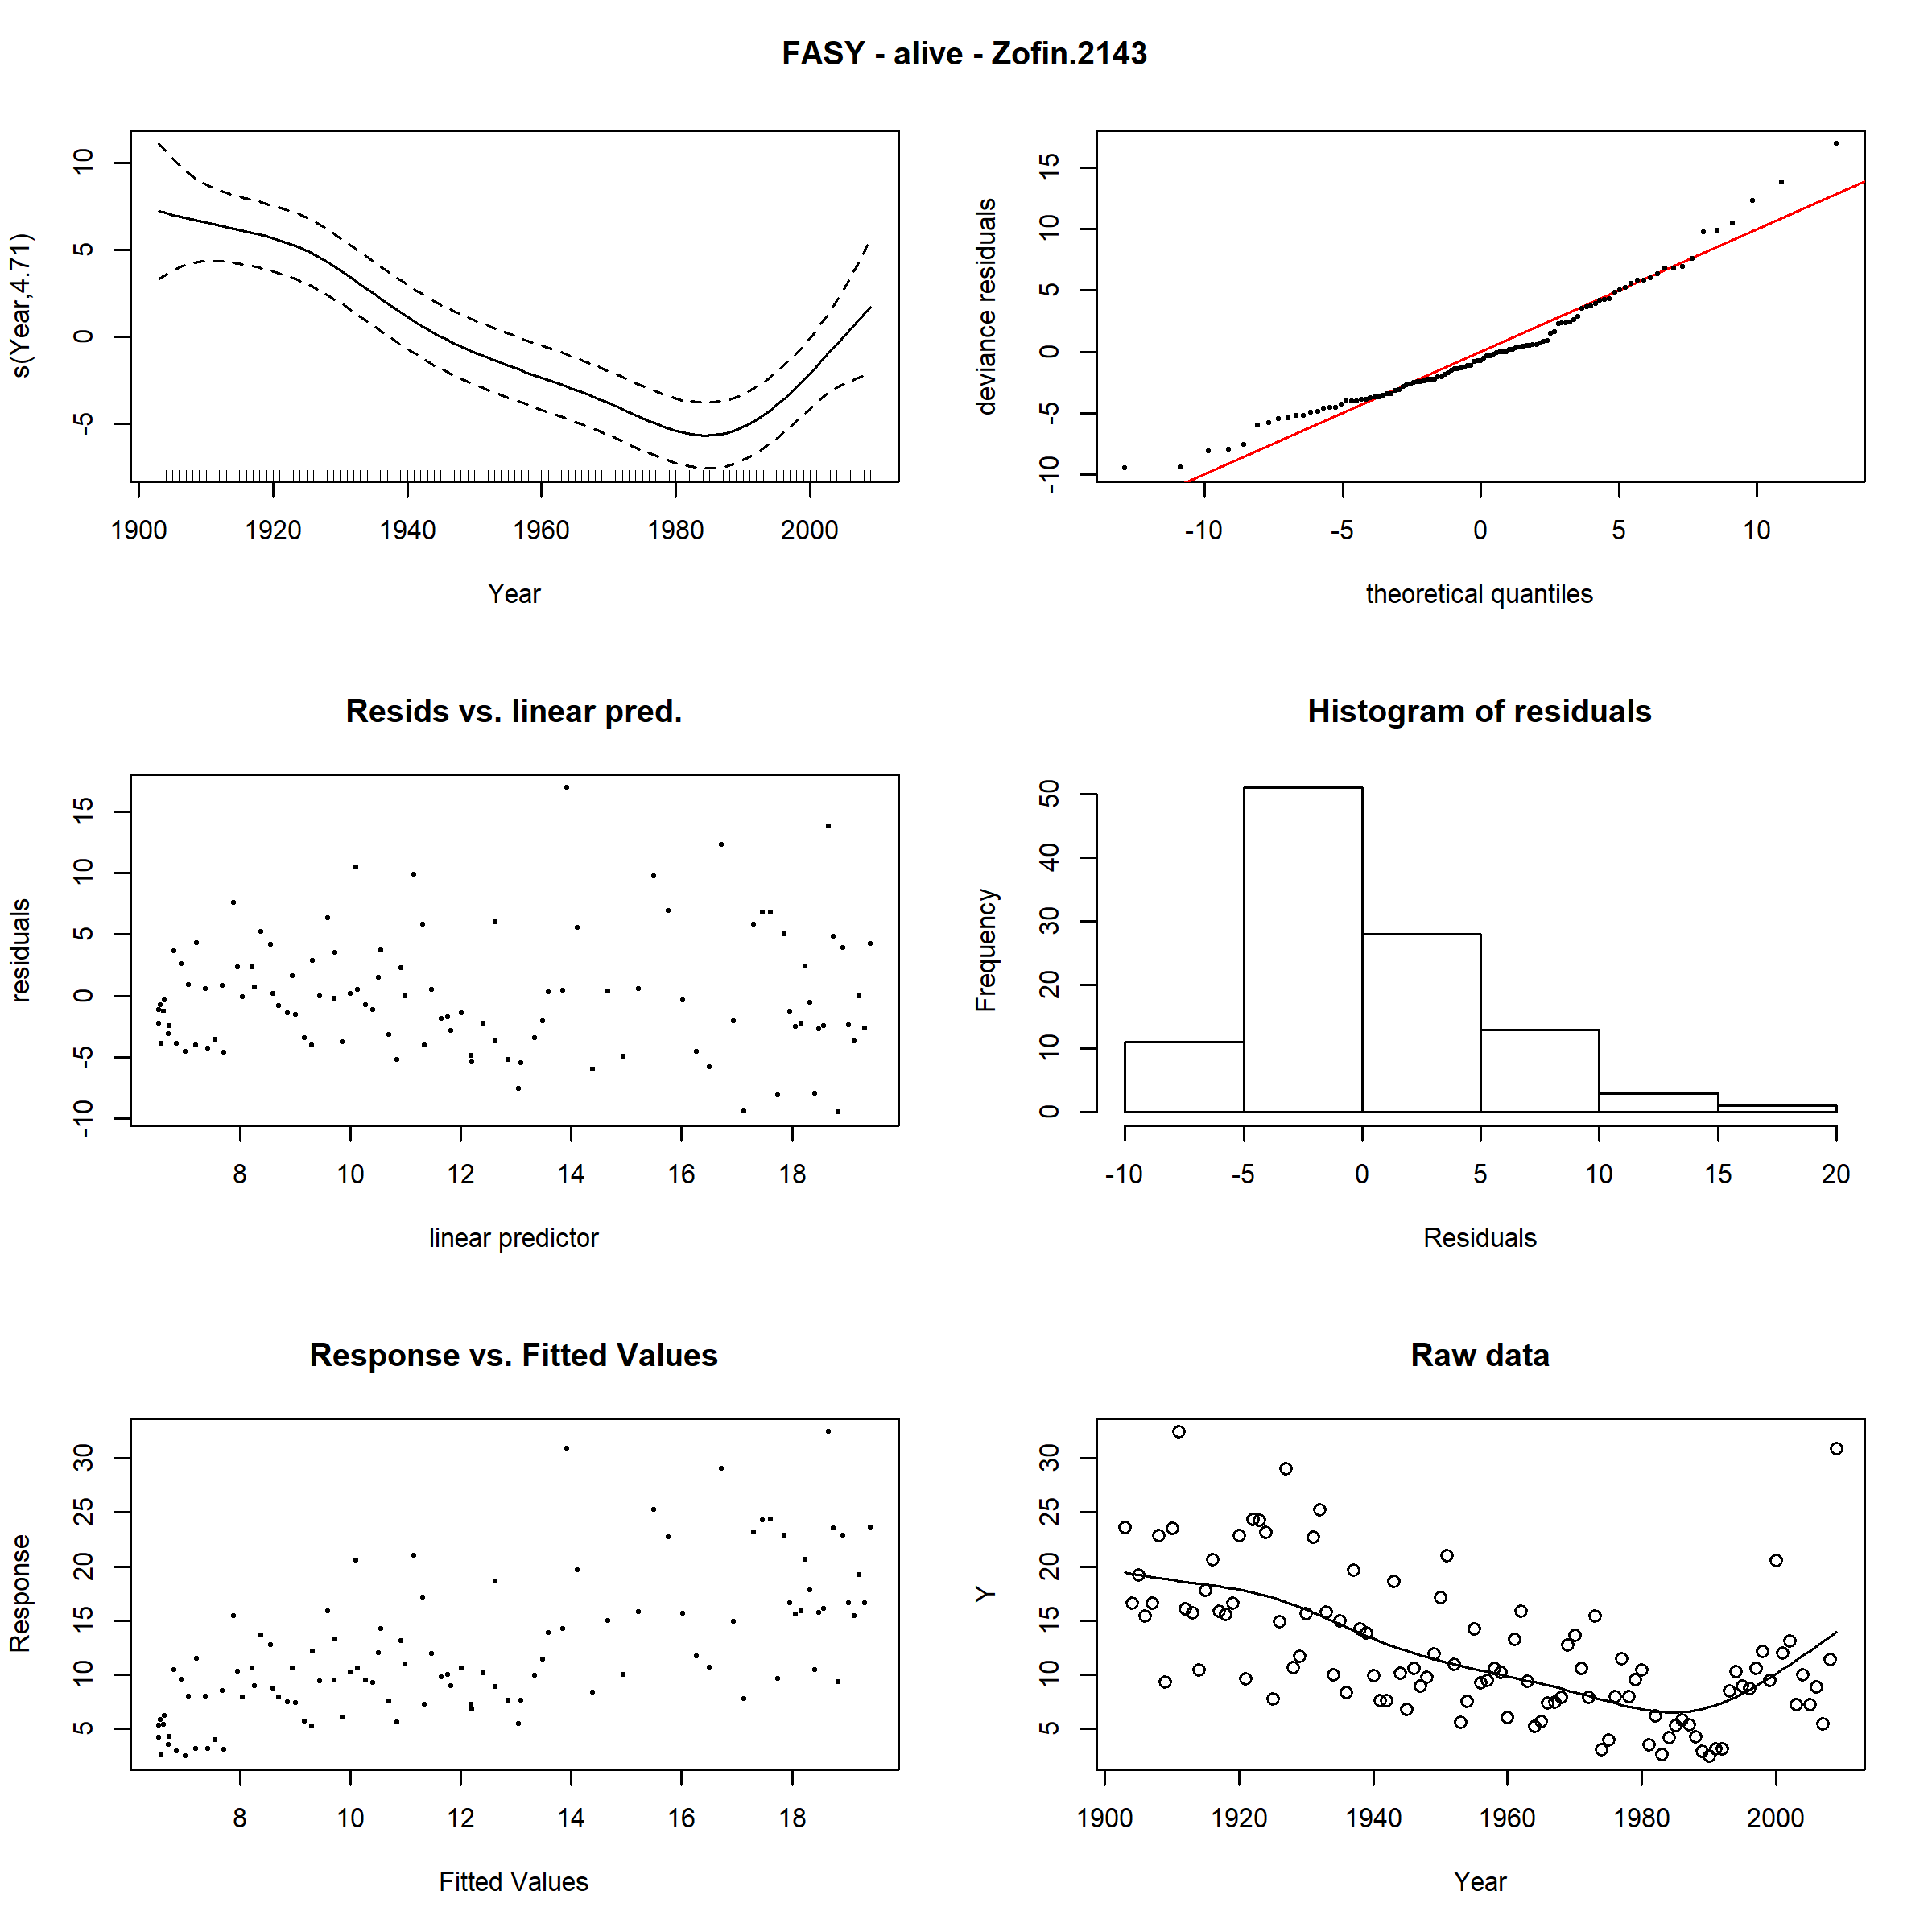 FASY - alive - Zofin.2143
s(Year,4.71)
10
5
0
-5
1900 1920 1940 1960 1980 2000
Year
deviance residuals
15
10
5
0
-5
-10
-10 -5 0 5 10
theoretical quantiles
Resids vs. linear pred.
residuals
15
10
5
0
-5
-10
8 10 12 14 16 18
linear predictor
Histogram of residuals
Frequency
50
40
30
20
10
0
-10 -5 0 5 10 15 20
Residuals
Response vs. Fitted Values
Response
30
25
20
15
10
5
8 10 12 14 16 18
Fitted Values
Raw data
Y
30
25
20
15
10
5
1900 1920 1940 1960 1980 2000
Year